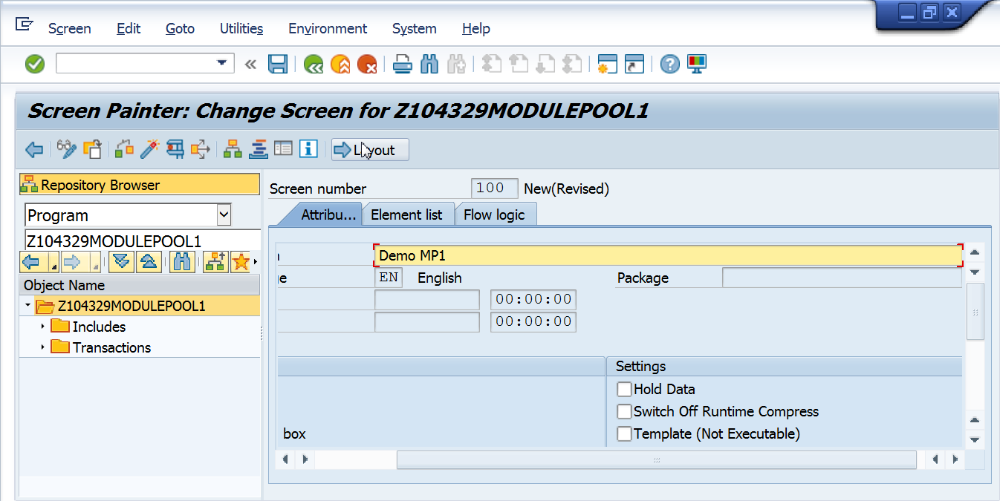 Screen Edit Goto Utilities Environment System Help
Screen Painter: Change Screen for Z104329MODULEPOOL1
Layout
Repository Browser
Program
Z104329MODULEPOOL1
Object Name
Z104329MODULEPOOL1
Includes
Transactions
Screen number 100 New(Revised)
Attribu... Element list Flow logic
Demo MP1
EN English Package
00:00:00
00:00:00
Settings
Hold Data
Switch Off Runtime Compress
box Template (Not Executable)